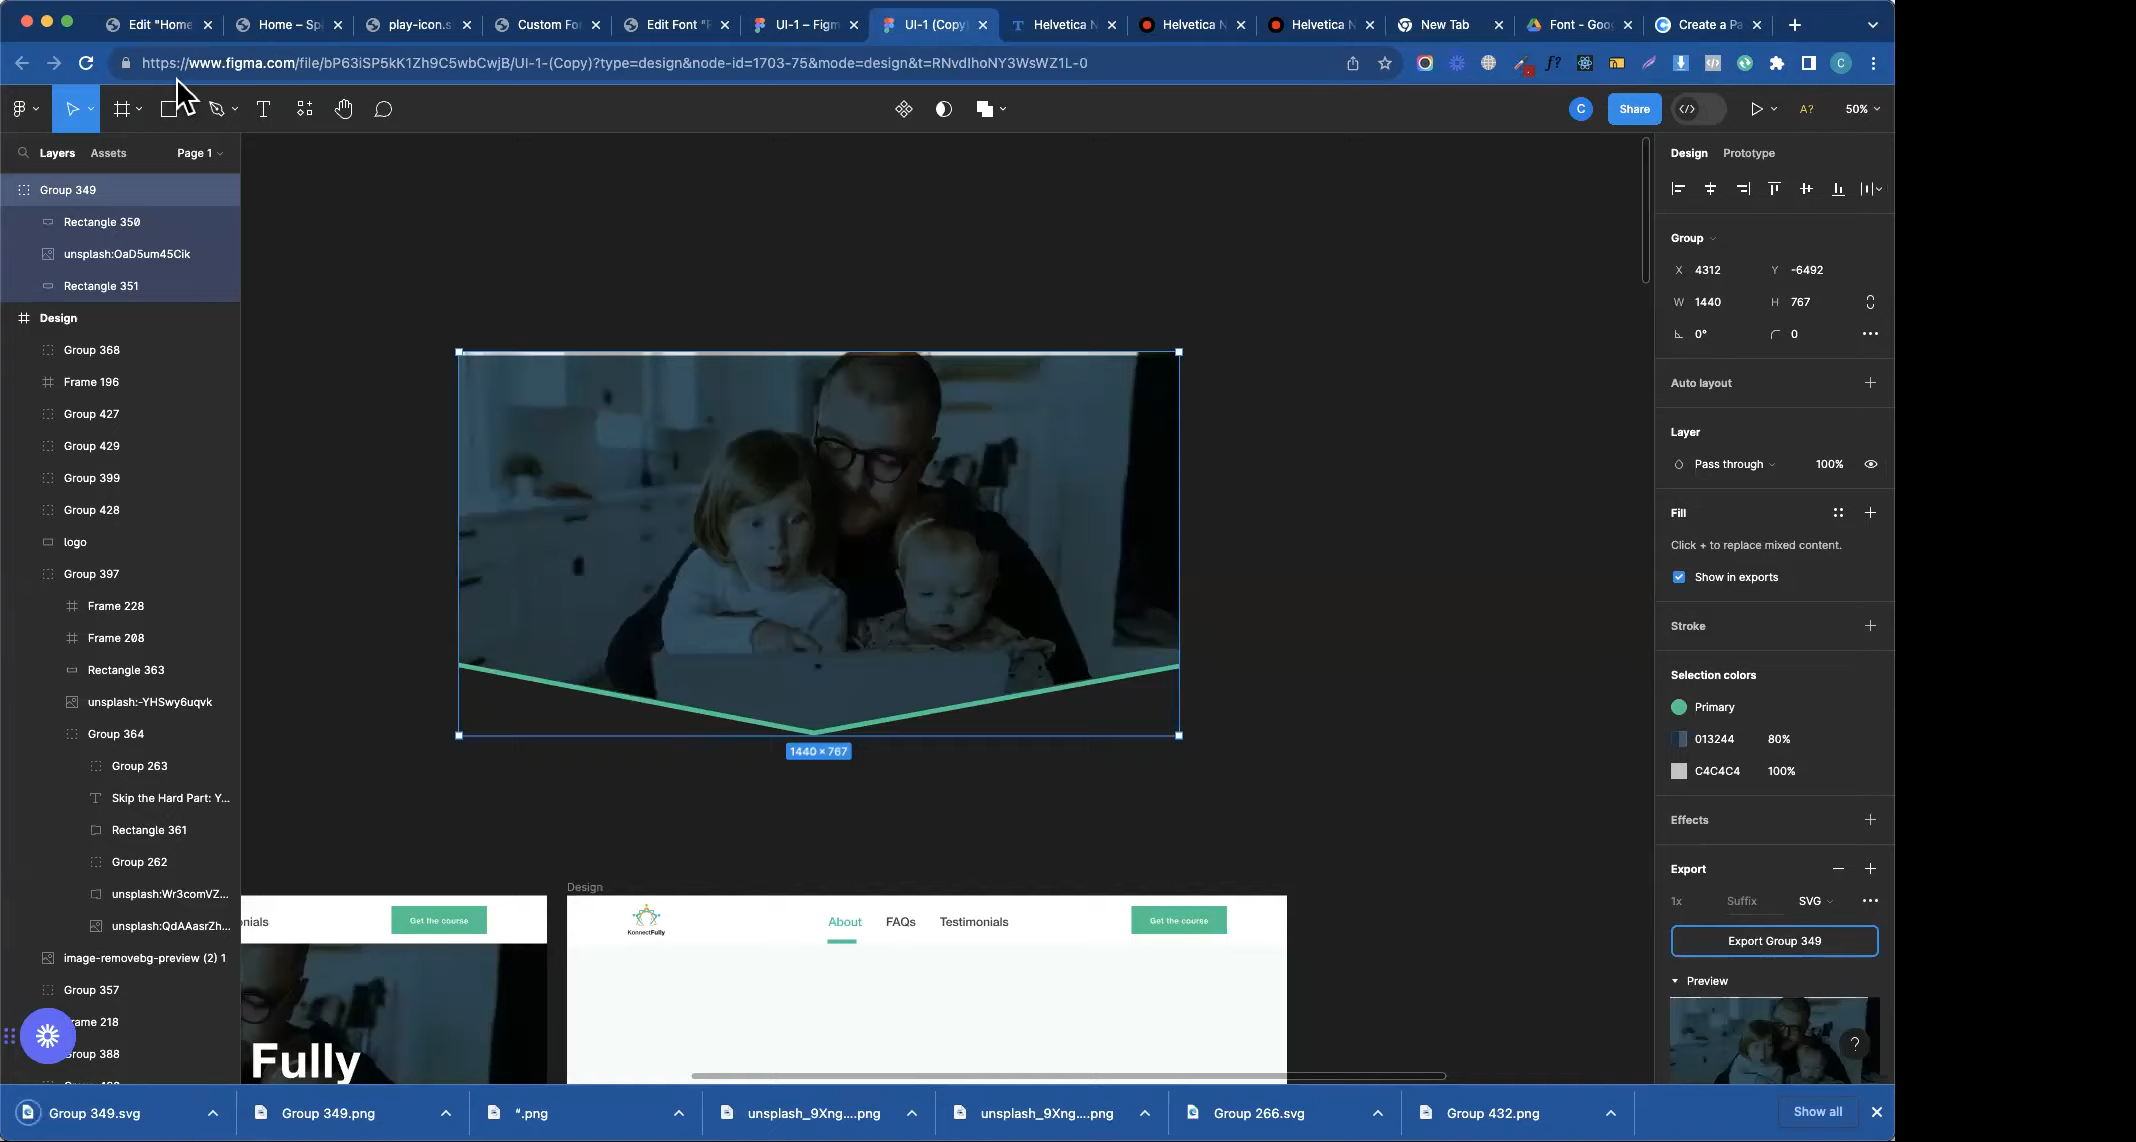 Edit "Home
Home – Sp
play-icon.s
Custom Fo
Edit Font "F
UI-1 – Figm
UI-1 (Copy
Helvetica N
Helvetica N
Helvetica N
New Tab
Font - Goo
Create a Pa
https://www.figma.com/file/bP63iSP5kK1Zh9C5wbCwjB/UI-1-(Copy)?type=design&node-id=1703-75&mode=design&t=RNvdIhoNY3WsWZ1L-0
C
C
Share
A?
50%
Layers
Assets
Page 1
Group 349
Rectangle 350
unsplash:OaD5um45Cik
Rectangle 351
Design
Group 368
Frame 196
Group 427
Group 429
Group 399
Group 428
logo
Group 397
Frame 228
Frame 208
Rectangle 363
unsplash:-YHSwy6uqvk
Group 364
Group 263
Skip the Hard Part: Y...
Rectangle 361
Group 262
unsplash:Wr3comVZ...
unsplash:QdAAasrZh...
image-removebg-preview (2) 1
Group 357
rame 218
roup 388
1440 × 767
Design
nials
Get the course
KonnectFully
About
FAQs
Testimonials
Get the course
Fully
Design
Prototype
Group
X 4312
Y -6492
W 1440
H 767
0°
0
Auto layout
Layer
Pass through
100%
Fill
Click + to replace mixed content.
Show in exports
Stroke
Selection colors
Primary
013244 80%
C4C4C4 100%
Effects
Export
1x
Suffix
SVG
Export Group 349
Preview
?
Group 349.svg
Group 349.png
“.png
unsplash_9Xng....png
unsplash_9Xng....png
Group 266.svg
Group 432.png
Show all